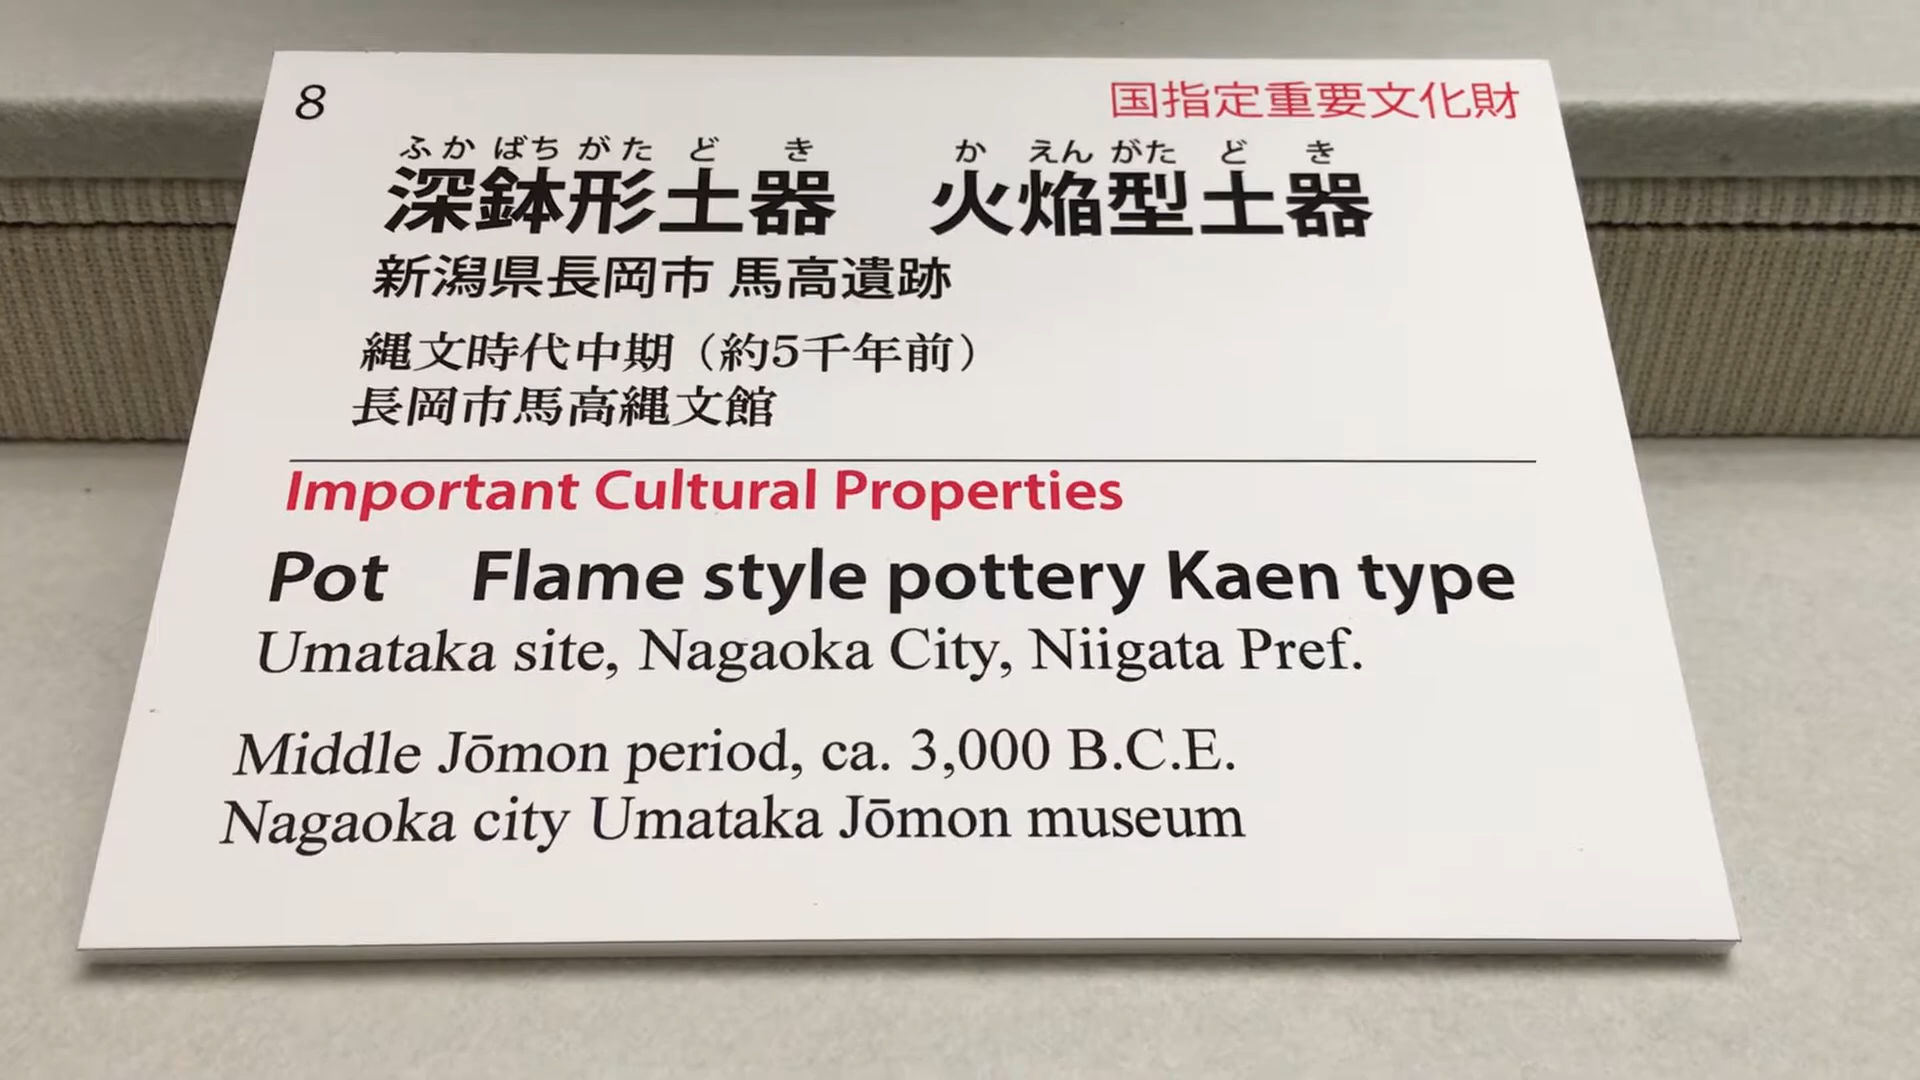 8 国指定重要文化財
ふかばちがたどき かえんがたどき
深鉢形土器 火焔型土器
新潟県長岡市 馬高遺跡
縄文時代中期（約5千年前）
長岡市馬高縄文館
Important Cultural Properties
Pot Flame style pottery Kaen type
Umataka site, Nagaoka City, Niigata Pref.
Middle Jōmon period, ca. 3,000 B.C.E.
Nagaoka city Umataka Jōmon museum